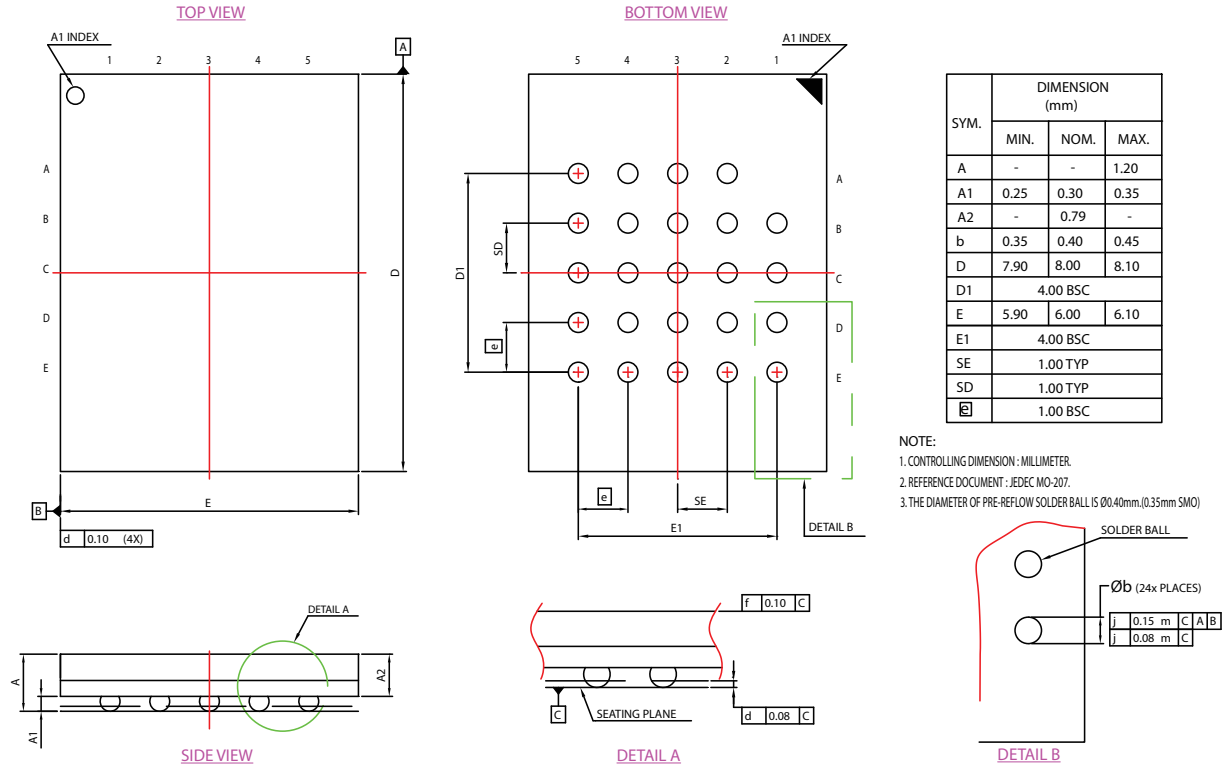 TOP VIEW
A1 INDEX
1 2 3 4 5
A
A
B
C
D
E
D
B
E
d 0.10 (4X)
BOTTOM VIEW
A1 INDEX
5 4 3 2 1
A
B
C
D
E
D1
SD
e
e
SE
E1
DETAIL B
SYM. DIMENSION
(mm)
MIN. NOM. MAX.
A - - 1.20
A1 0.25 0.30 0.35
A2 - 0.79 -
b 0.35 0.40 0.45
D 7.90 8.00 8.10
D1 4.00 BSC
E 5.90 6.00 6.10
E1 4.00 BSC
SE 1.00 TYP
SD 1.00 TYP
e 1.00 BSC
NOTE:
1. CONTROLLING DIMENSION : MILLIMETER.
2. REFERENCE DOCUMENT : JEDEC MO-207.
3. THE DIAMETER OF PRE-REFLOW SOLDER BALL IS Ø0.40mm.(0.35mm SMO)
DETAIL A
A
A1
A2
SIDE VIEW
f 0.10 C
C
SEATING PLANE
d 0.08 C
DETAIL A
SOLDER BALL
Øb (24x PLACES)
j 0.15 m C A B
j 0.08 m C
DETAIL B